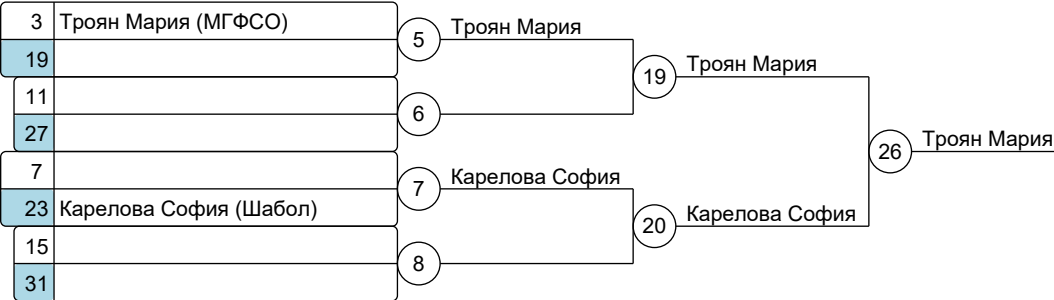 3 Троян Мария (МГФСО)
19
11
27
7
23 Карелова София (Шабол)
15
31
5 Троян Мария
6
7 Карелова София
8
19 Троян Мария
20 Карелова София
26 Троян Мария